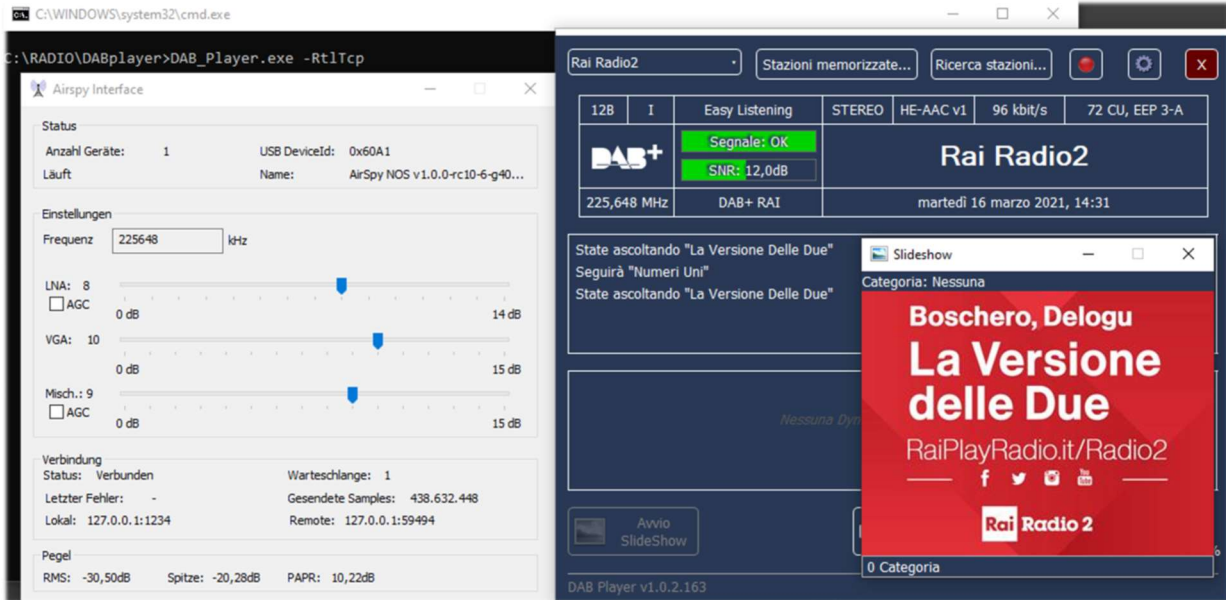 C:\WINDOWS\system32\cmd.exe
C:\RADIO\DABplayer>DAB_Player.exe -RtlTcp
Airspy Interface
Status
Anzahl Geräte: 1 USB DeviceId: 0x60A1
Läuft Name: AirSpy NOS v1.0.0-rc10-6-g40...
Einstellungen
Frequenz 225648 kHz
LNA: 8
AGC
0 dB 14 dB
VGA: 10
0 dB 15 dB
Misch.: 9
AGC
0 dB 15 dB
Verbindung
Status: Verbunden Warteschlange: 1
Letzter Fehler: - Gesendete Samples: 438.632.448
Lokal: 127.0.0.1:1234 Remote: 127.0.0.1:59494
Pegel
RMS: -30,50dB Spitze: -20,28dB PAPR: 10,22dB
Rai Radio2 Stazioni memorizzate... Ricerca stazioni... X
12B I Easy Listening STEREO HE-AAC v1 96 kbit/s 72 CU, EEP 3-A
DAB+ Segnale: OK
SNR: 12,0dB
Rai Radio2
225,648 MHz DAB+ RAI martedì 16 marzo 2021, 14:31
State ascoltando "La Versione Delle Due"
Seguirà "Numeri Uni"
State ascoltando "La Versione Delle Due"
Nessuna Dyn
Avvio
SlideShow
DAB Player v1.0.2.163
%
Slideshow
Categoria: Nessuna
Boschero, Delogu
La Versione
delle Due
RaiPlayRadio.it/Radio2
You
Tube
Rai Radio 2
0 Categoria